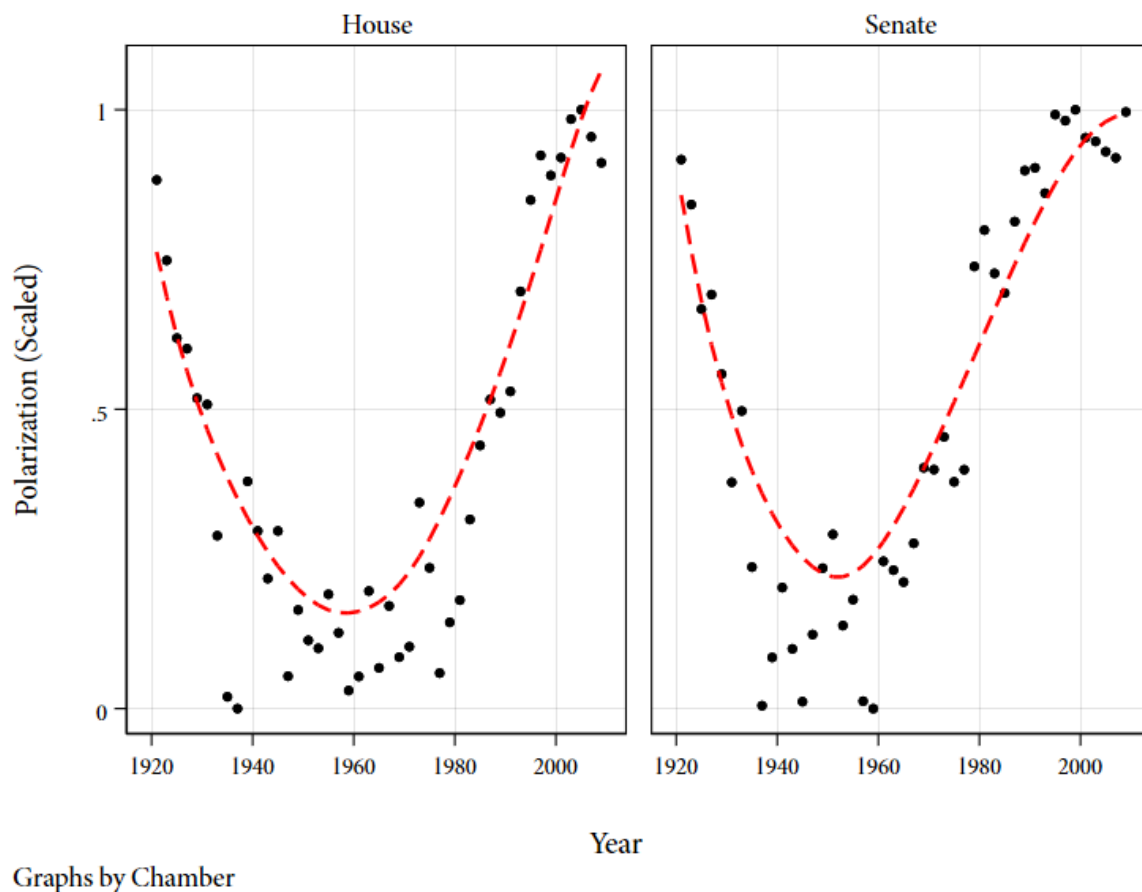 House
Senate
Polarization (Scaled)
1
.5
0
1920 1940 1960 1980 2000
1920 1940 1960 1980 2000
Year
Graphs by Chamber